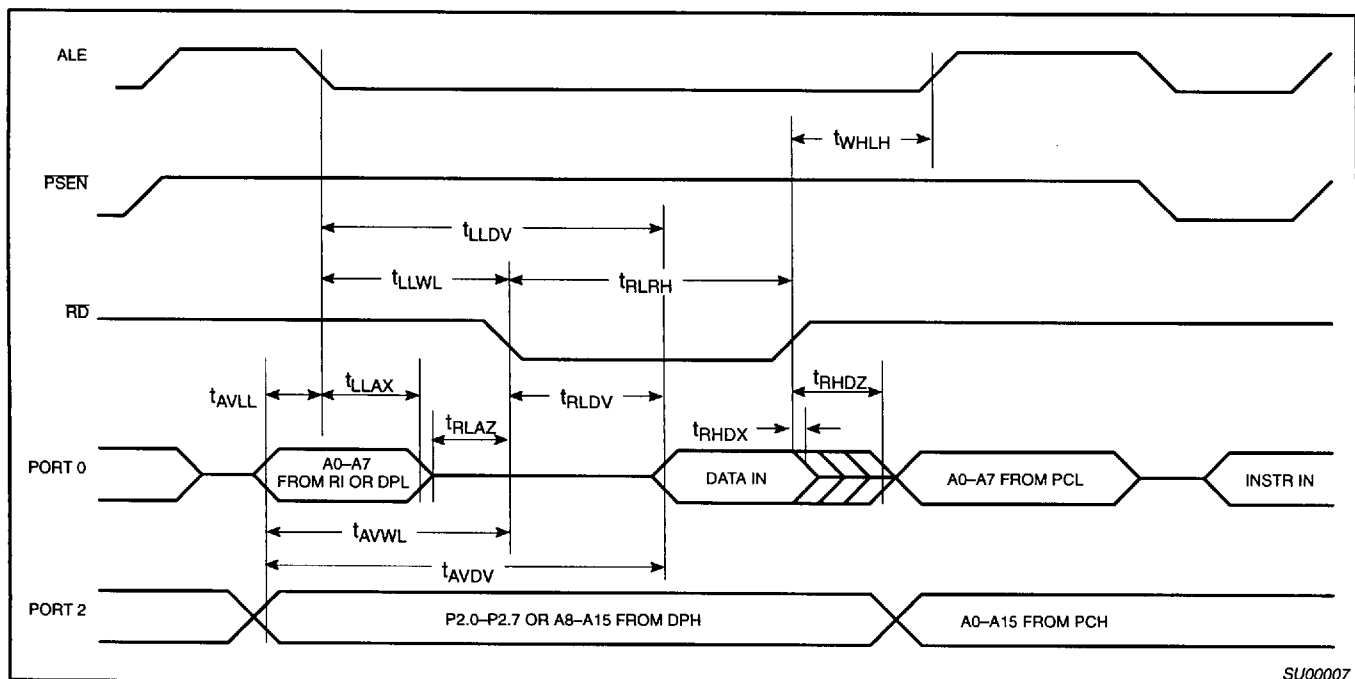 ALE
tWHLH
PSEN
tLLDV
tLLWL
tRLRH
RD
tAVLL
tLLAX
tRLDV
tRHDZ
tRLAZ
tRHDX
PORT 0
A0–A7
FROM RI OR DPL
DATA IN
A0–A7 FROM PCL
INSTR IN
tAVWL
tAVDV
PORT 2
P2.0–P2.7 OR A8–A15 FROM DPH
A0–A15 FROM PCH
SU00007